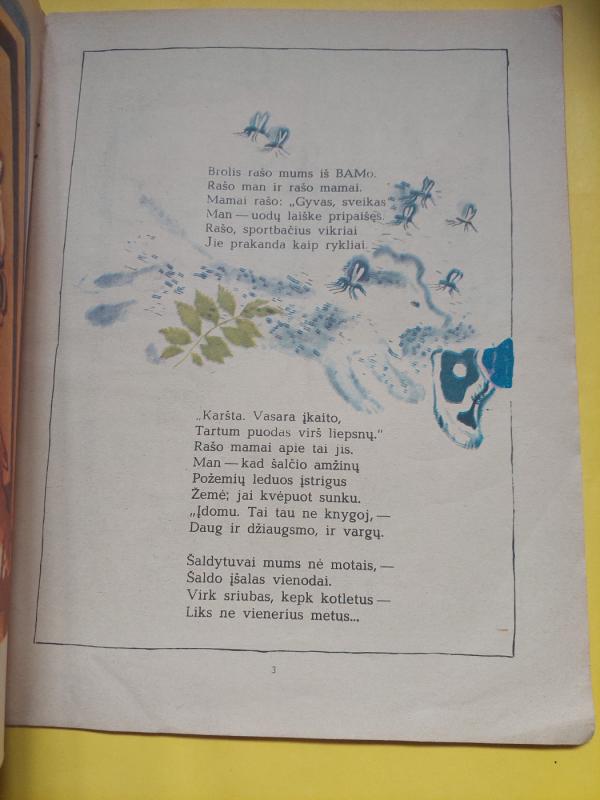 Brolis rašo mums iš BAMo.
Rašo man ir rašo mamai.
Mamai rašo: „Gyvas, sveikas“
Man — uodų laiške pripaišęs.
Rašo, sportbačius vikriai
Jie prakanda kaip rykliai.
„Karšta. Vasara įkaito,
Tartum puodas virš liepsnų.“
Rašo mamai apie tai jis.
Man — kad šalčio amžinų
Požemių leduos įstrigus
Žemė; jai kvėpuot sunku.
„Įdomu. Tai tau ne knygoj, —
Daug ir džiaugsmo, ir vargų.
Šaldytuvai mums nė motais, —
Šaldo įšalas vienodai.
Virk sriubas, kepk kotletus —
Liks ne vienerius metus...
3